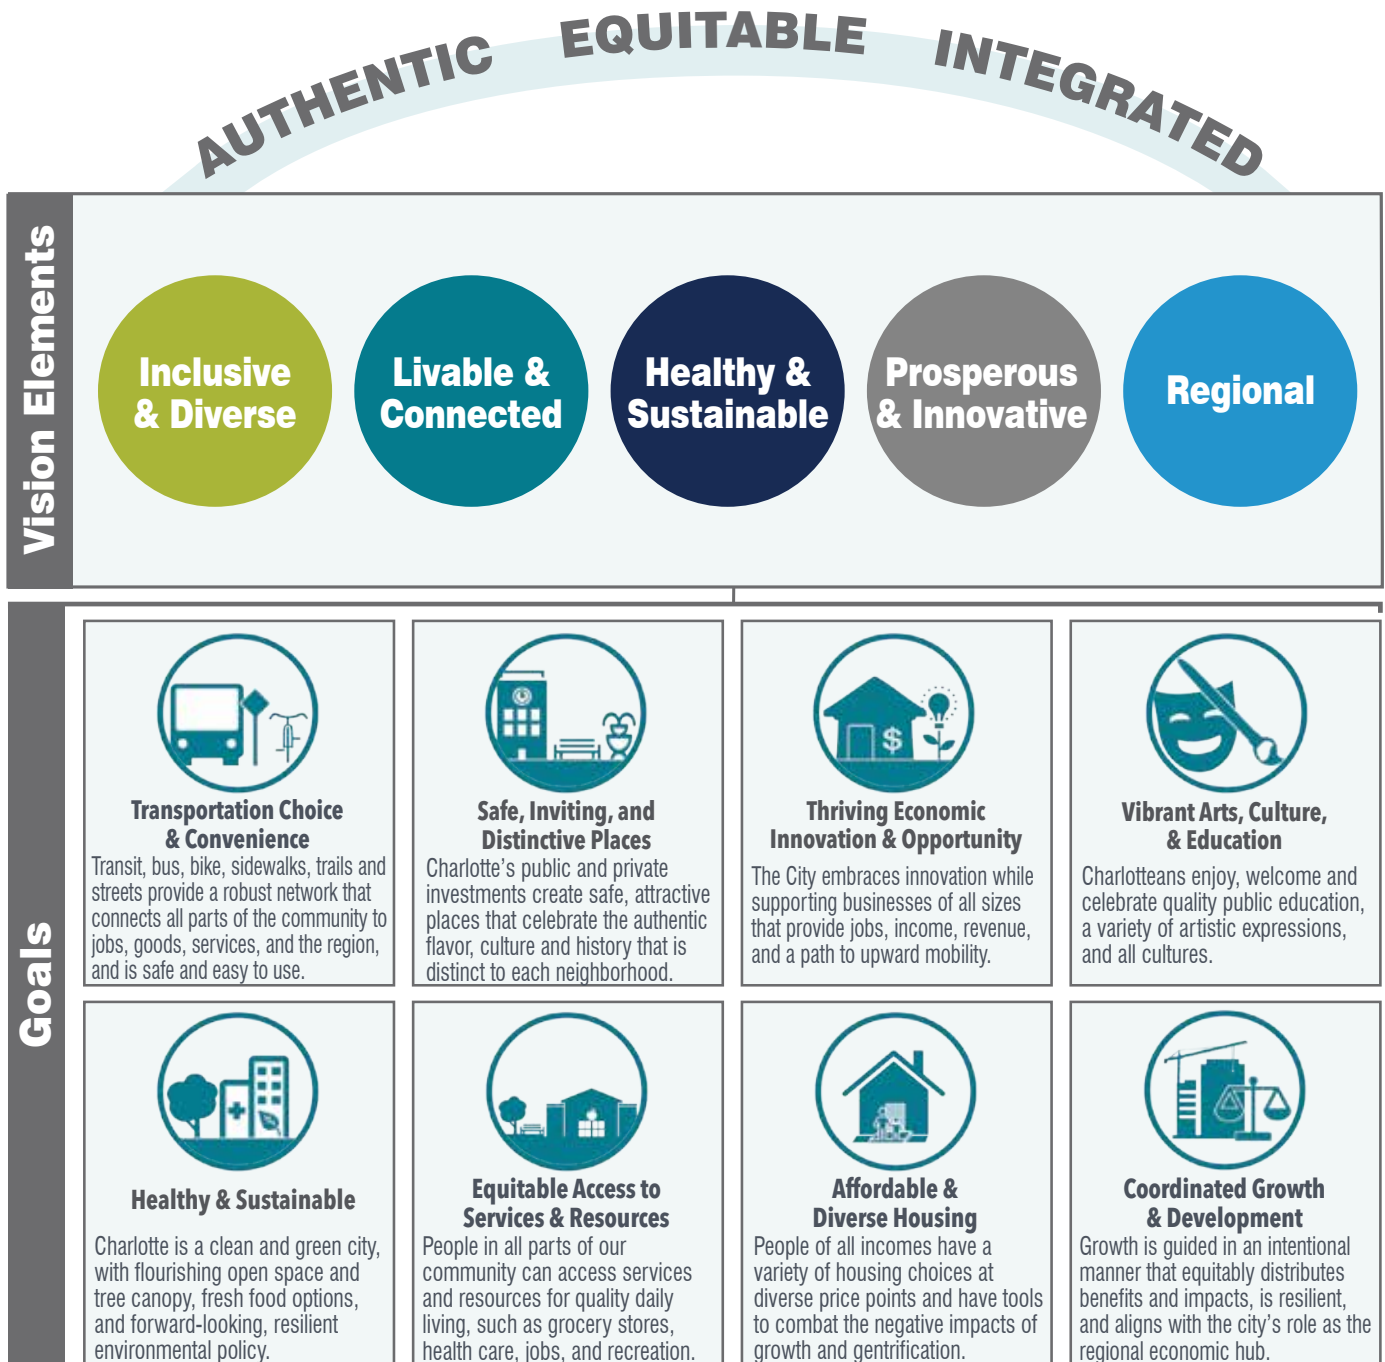 AUTHENTIC EQUITABLE INTEGRATED
Vision Elements
Inclusive
& Diverse
Livable &
Connected
Healthy &
Sustainable
Prosperous
& Innovative
Regional
Goals
Transportation Choice
& Convenience
Transit, bus, bike, sidewalks, trails and
streets provide a robust network that
connects all parts of the community to
jobs, goods, services, and the region,
and is safe and easy to use.
Safe, Inviting, and
Distinctive Places
Charlotte’s public and private
investments create safe, attractive
places that celebrate the authentic
flavor, culture and history that is
distinct to each neighborhood.
$
Thriving Economic
Innovation & Opportunity
The City embraces innovation while
supporting businesses of all sizes
that provide jobs, income, revenue,
and a path to upward mobility.
Vibrant Arts, Culture,
& Education
Charlotteans enjoy, welcome and
celebrate quality public education,
a variety of artistic expressions,
and all cultures.
Healthy & Sustainable
Charlotte is a clean and green city,
with flourishing open space and
tree canopy, fresh food options,
and forward-looking, resilient
environmental policy.
Equitable Access to
Services & Resources
People in all parts of our
community can access services
and resources for quality daily
living, such as grocery stores,
health care, jobs, and recreation.
Affordable &
Diverse Housing
People of all incomes have a
variety of housing choices at
diverse price points and have tools
to combat the negative impacts of
growth and gentrification.
Coordinated Growth
& Development
Growth is guided in an intentional
manner that equitably distributes
benefits and impacts, is resilient,
and aligns with the city’s role as the
regional economic hub.